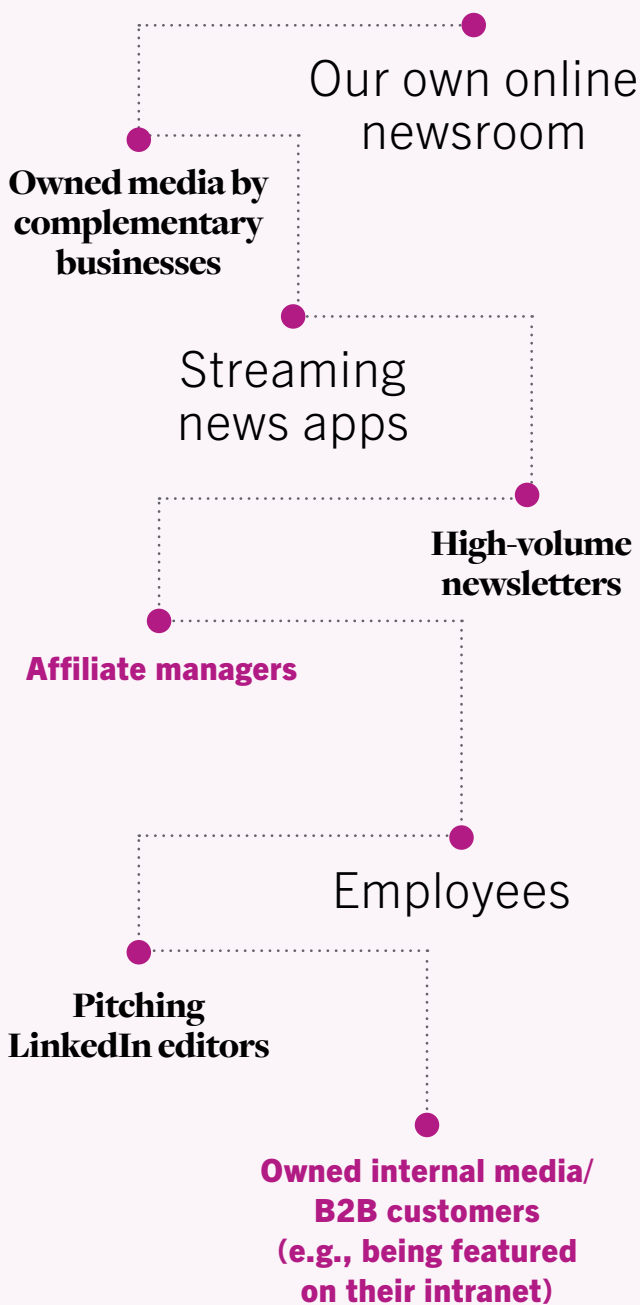 Our own online
newsroom
Owned media by
complementary
businesses
Streaming
news apps
High-volume
newsletters
Affiliate managers
Employees
Pitching
LinkedIn editors
Owned internal media/
B2B customers
(e.g., being featured
on their intranet)